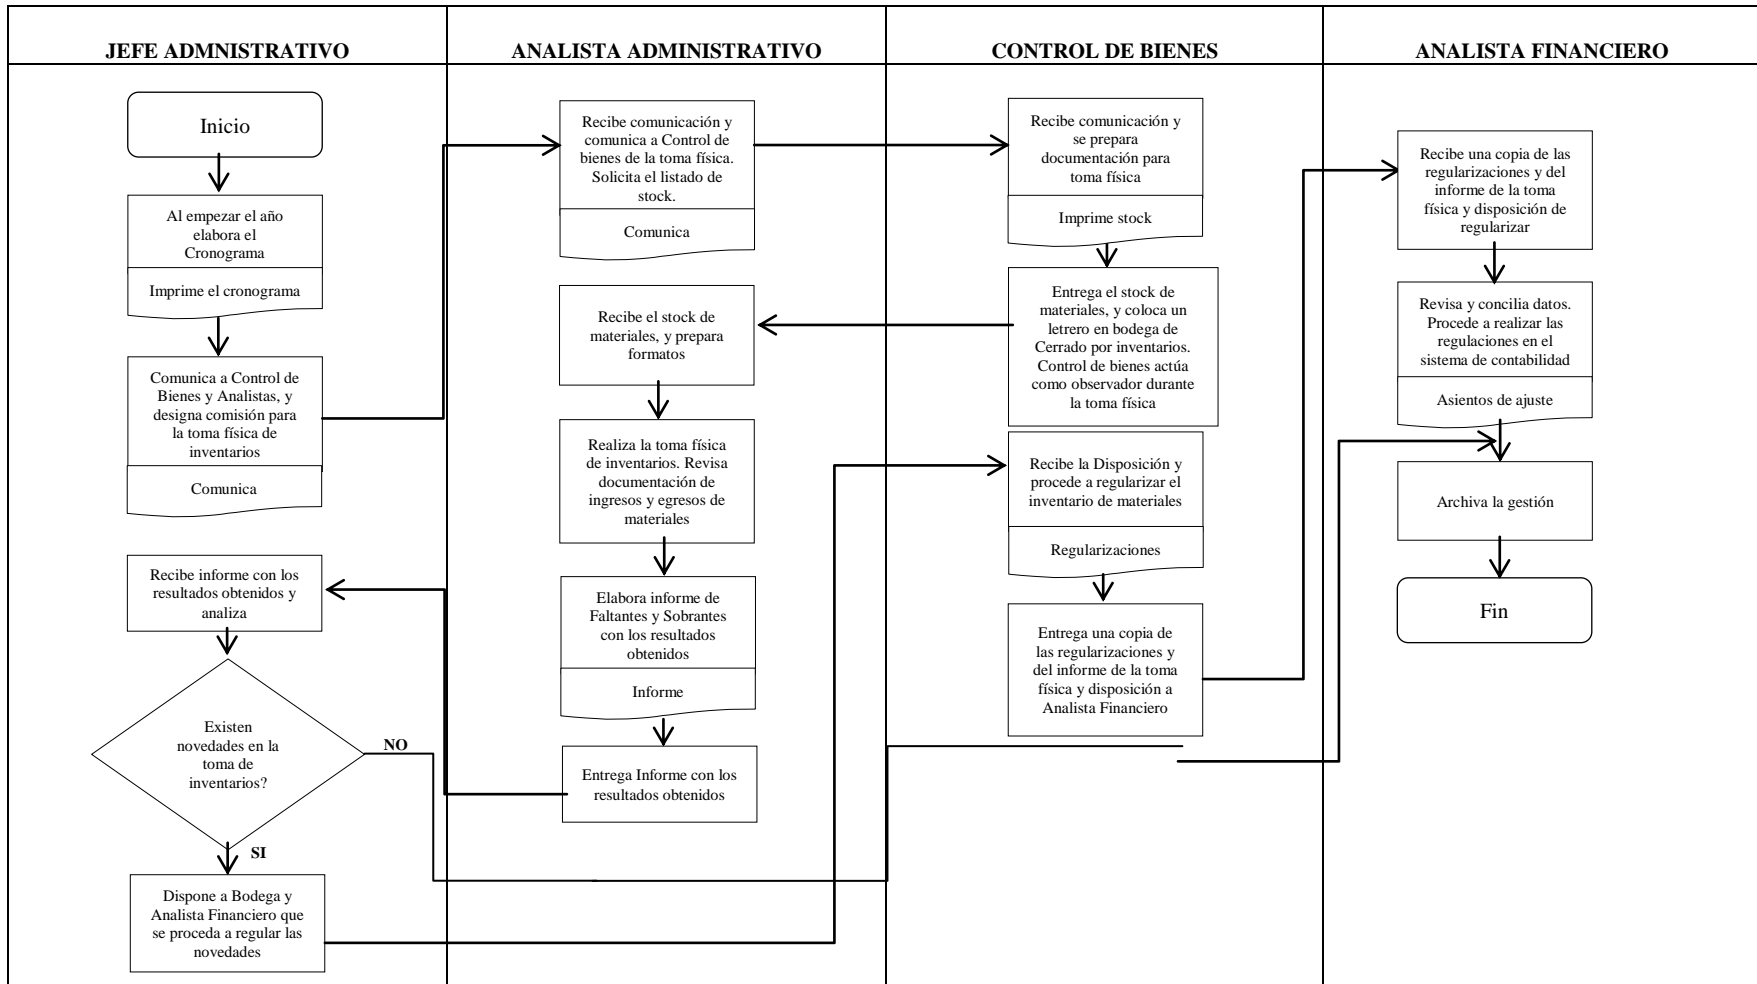 JEFE ADMNISTRATIVO
ANALISTA ADMINISTRATIVO
CONTROL DE BIENES
ANALISTA FINANCIERO
Inicio
Al empezar el año
elabora el
Cronograma
Imprime el cronograma
Comunica a Control de
Bienes y Analistas, y
designa comisión para
la toma física de
inventarios
Comunica
Recibe informe con los
resultados obtenidos y
analiza
Existen
novedades en la
toma de
inventarios?
NO
SI
Dispone a Bodega y
Analista Financiero que
se proceda a regular las
novedades
Recibe comunicación y
comunica a Control de
bienes de la toma física.
Solicita el listado de
stock.
Comunica
Recibe el stock de
materiales, y prepara
formatos
Realiza la toma física
de inventarios. Revisa
documentación de
ingresos y egresos de
materiales
Elabora informe de
Faltantes y Sobrantes
con los resultados
obtenidos
Informe
Entrega Informe con los
resultados obtenidos
Recibe comunicación y
se prepara
documentación para
toma física
Imprime stock
Entrega el stock de
materiales, y coloca un
letrero en bodega de
Cerrado por inventarios.
Control de bienes actúa
como observador durante
la toma física
Recibe la Disposición y
procede a regularizar el
inventario de materiales
Regularizaciones
Entrega una copia de
las regularizaciones y
del informe de la toma
física y disposición a
Analista Financiero
Recibe una copia de las
regularizaciones y del
informe de la toma
física y disposición de
regularizar
Revisa y concilia datos.
Procede a realizar las
regulaciones en el
sistema de contabilidad
Asientos de ajuste
Archiva la gestión
Fin